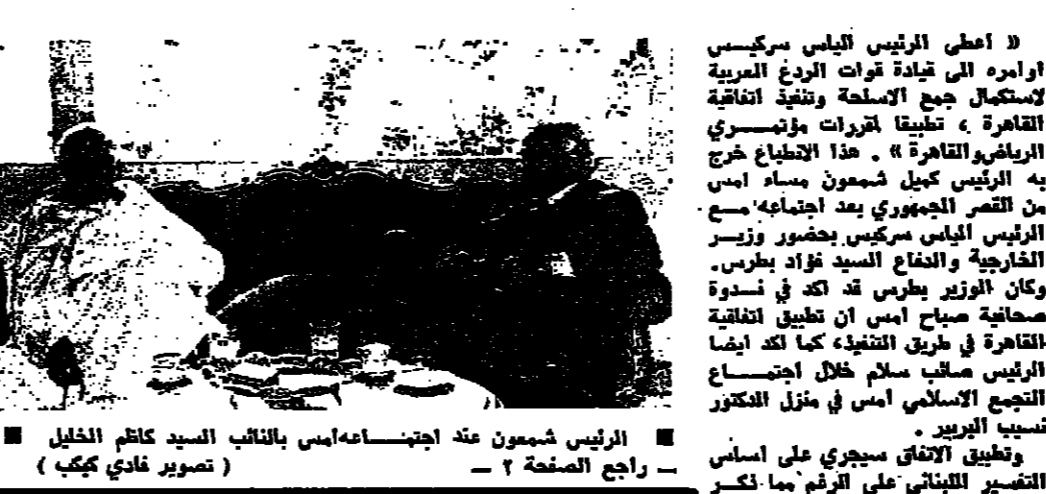 « أعطى الرئيس الياس سركيس
اوامره الى قيادة قوات الردع العربية
لاستكمال جمع الاسلحة وتنفيذ اتفاقية
القاهرة ، تطبيقا لمقررات مؤتمري
الرياض والقاهرة » . هذا الانطباع خرج
به الرئيس كميل شمعون مساء امس
من القصر الجمهوري بعد اجتماعه مع
الرئيس الياس سركيس بحضور وزير
الخارجية والدفاع السيد فؤاد بطرس.
وكان الوزير بطرس قد اكد في ندوة
صحافية صباح امس ان تطبيق اتفاقية
القاهرة في طريق التنفيذ، كما اكد ايضا
الرئيس صائب سلام خلال اجتماع
التجمع الاسلامي أمس في منزل الدكتور
نسيب البربير .
وتطبيق الاتفاق سيجري على اساس
التفسير اللبناني على الرغم مما ذكر
■ الرئيس شمعون عند اجتماعه امس بالنائب السيد كاظم الخليل ■
ــ راجع الصفحة ٢ ــ ( تصوير فادي كبكب )